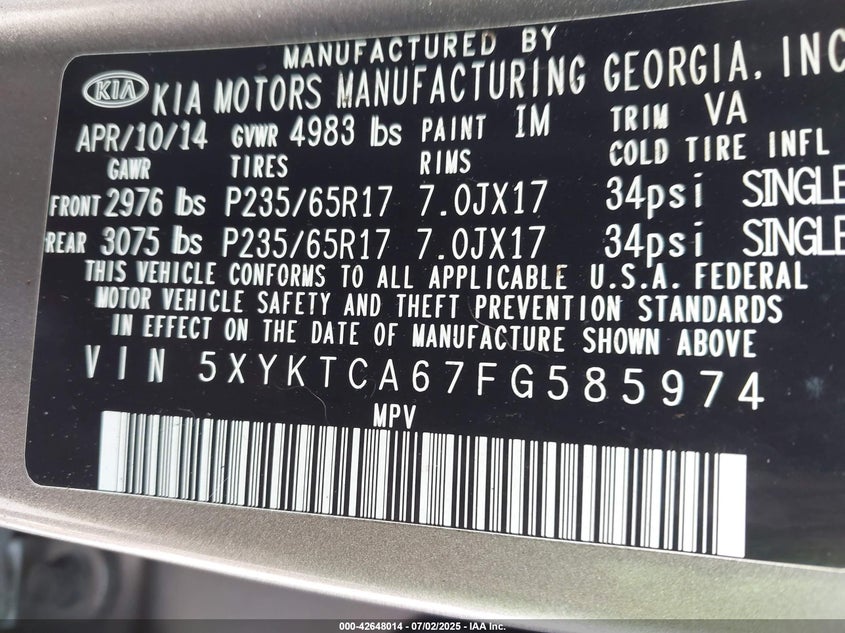 MANUFACTURED BY
KIA KIA MOTORS MANUFACTURING GEORGIA, INC
APR/10/14 GVWR 4983 lbs PAINT IM TRIM VA
GAWR TIRES RIMS COLD TIRE INFL
FRONT 2976 lbs P235/65R17 7.0JX17 34psi SINGLE
REAR 3075 lbs P235/65R17 7.0JX17 34psi SINGLE
THIS VEHICLE CONFORMS TO ALL APPLICABLE U.S.A. FEDERAL
MOTOR VEHICLE SAFETY AND THEFT PREVENTION STANDARDS
IN EFFECT ON THE DATE OF MANUFACTURE SHOWN ABOVE
VIN 5XYKTCA67FG585974
MPV
000-42648014 - 07/02/2025 - IAA Inc.